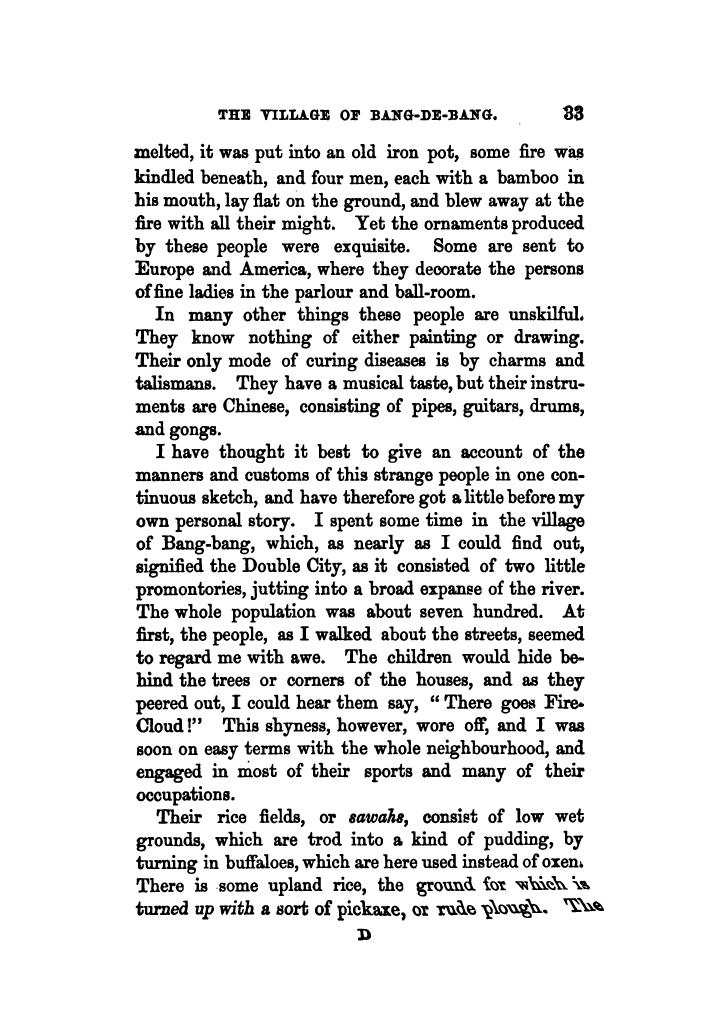 THE VILLAGE OF BANG-DE-BANG. 33
melted, it was put into an old iron pot, some fire was
kindled beneath, and four men, each with a bamboo in
his mouth, lay flat on the ground, and blew away at the
fire with all their might. Yet the ornaments produced
by these people were exquisite. Some are sent to
Europe and America, where they decorate the persons
of fine ladies in the parlour and ball-room.
In many other things these people are unskilful.
They know nothing of either painting or drawing.
Their only mode of curing diseases is by charms and
talismans. They have a musical taste, but their instru-
ments are Chinese, consisting of pipes, guitars, drums,
and gongs.
I have thought it best to give an account of the
manners and customs of this strange people in one con-
tinuous sketch, and have therefore got a little before my
own personal story. I spent some time in the village
of Bang-bang, which, as nearly as I could find out,
signified the Double City, as it consisted of two little
promontories, jutting into a broad expanse of the river.
The whole population was about seven hundred. At
first, the people, as I walked about the streets, seemed
to regard me with awe. The children would hide be-
hind the trees or corners of the houses, and as they
peered out, I could hear them say, "There goes Fire-
Cloud!" This shyness, however, wore off, and I was
soon on easy terms with the whole neighbourhood, and
engaged in most of their sports and many of their
occupations.
Their rice fields, or sawahs, consist of low wet
grounds, which are trod into a kind of pudding, by
turning in buffaloes, which are here used instead of oxen.
There is some upland rice, the ground for which is
turned up with a sort of pickaxe, or rude plough. The
D